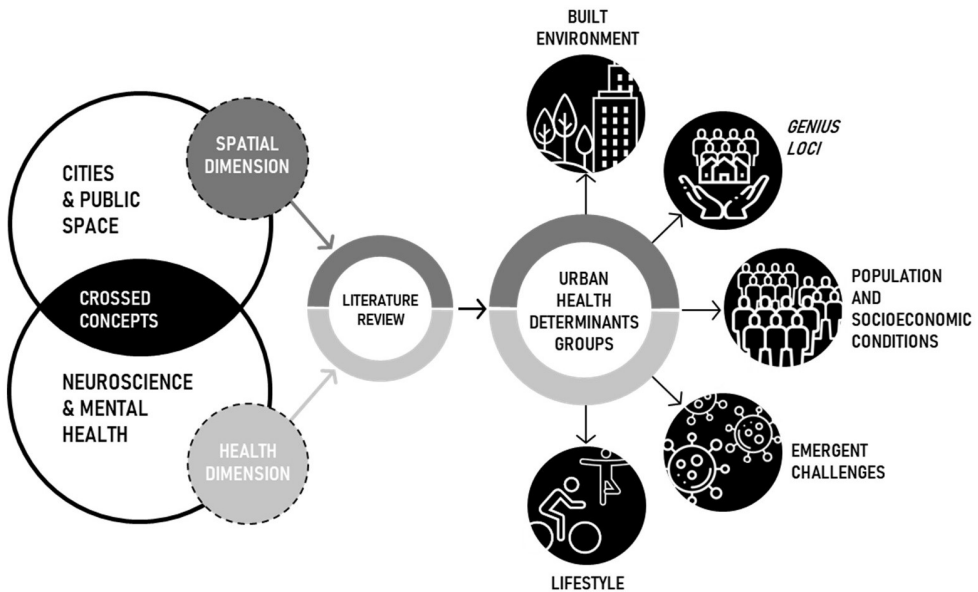 CITIES
& PUBLIC
SPACE
SPATIAL
DIMENSION
CROSSED
CONCEPTS
NEUROSCIENCE
& MENTAL
HEALTH
HEALTH
DIMENSION
LITERATURE
REVIEW
URBAN
HEALTH
DETERMINANTS
GROUPS
BUILT
ENVIRONMENT
GENIUS
LOCI
POPULATION
AND
SOCIOECONOMIC
CONDITIONS
EMERGENT
CHALLENGES
LIFESTYLE